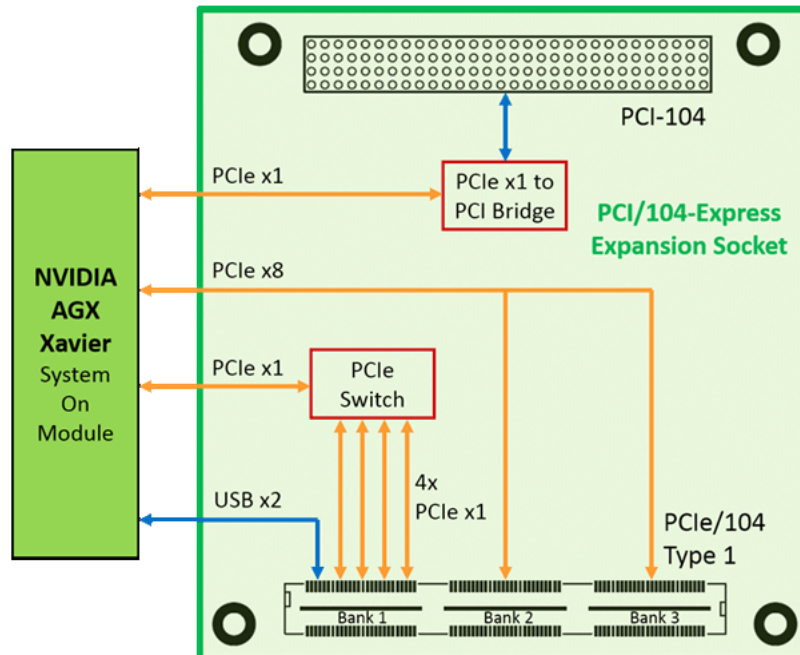 PCI-104
PCIe x1
PCIe x1 to
PCI Bridge
PCI/104-Express
Expansion Socket
PCIe x8
NVIDIA
AGX
Xavier
System
On
Module
PCIe x1
PCIe
Switch
USB x2
4x
PCIe x1
PCIe/104
Type 1
Bank 1
Bank 2
Bank 3